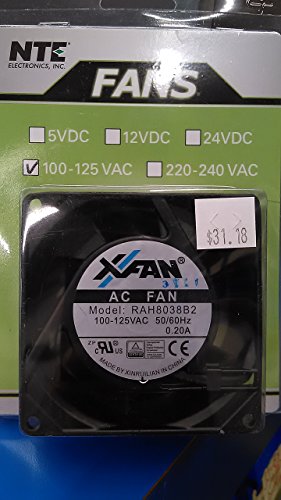 NTE
ELECTRONICS, INC.
FANS
5VDC 12VDC 24VDC
100-125 VAC 220-240 VAC
$31.18
XFAN
AC FAN
Model: RAH8038B2
100-125VAC 50/60Hz
0.20A
MADE BY XINRUILIAN IN CHINA